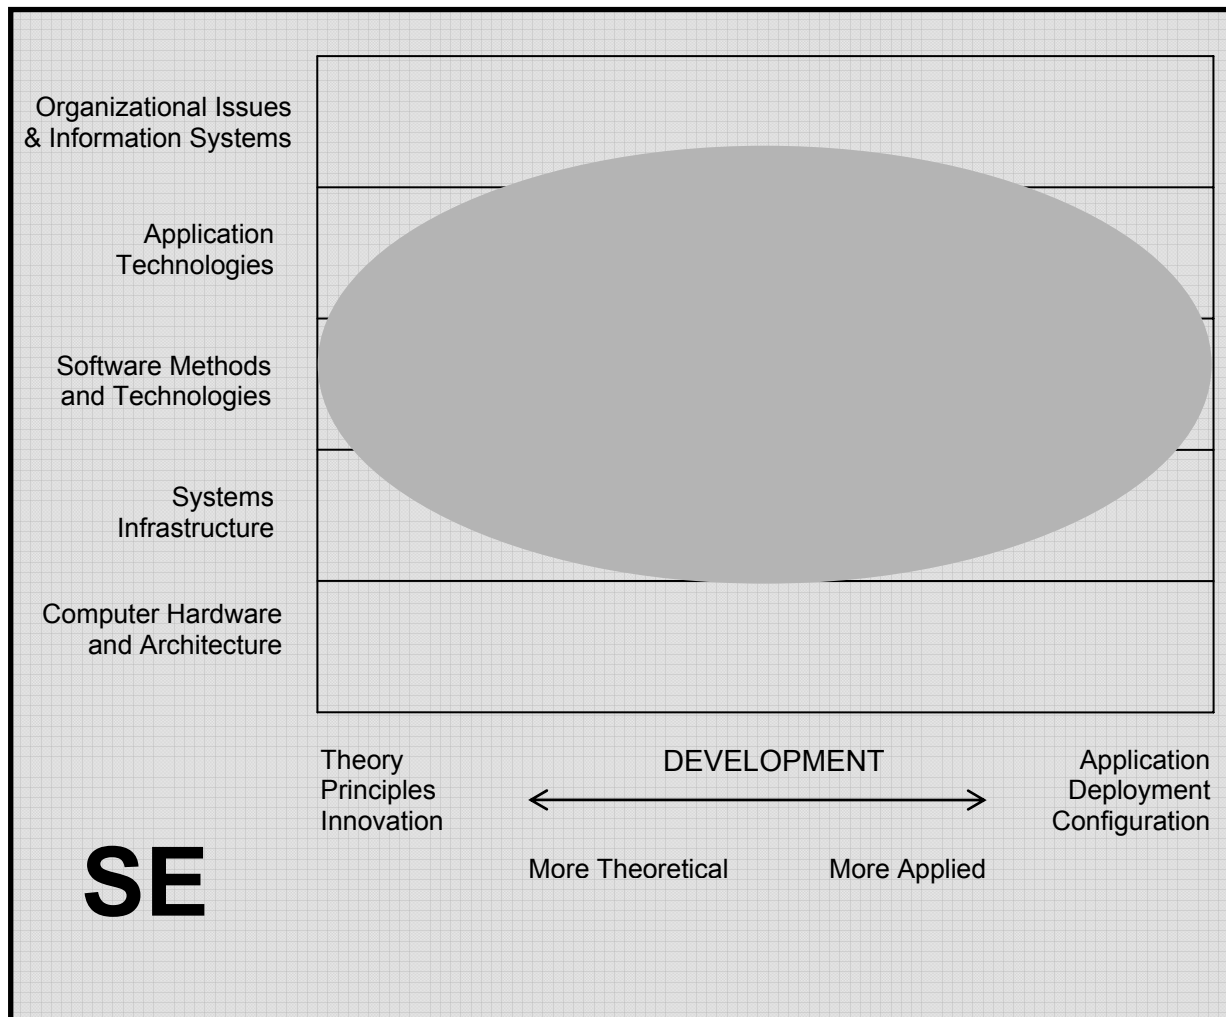 Organizational Issues
& Information Systems
Application
Technologies
Software Methods
and Technologies
Systems
Infrastructure
Computer Hardware
and Architecture
Theory
Principles
Innovation
DEVELOPMENT
Application
Deployment
Configuration
More Theoretical
More Applied
SE